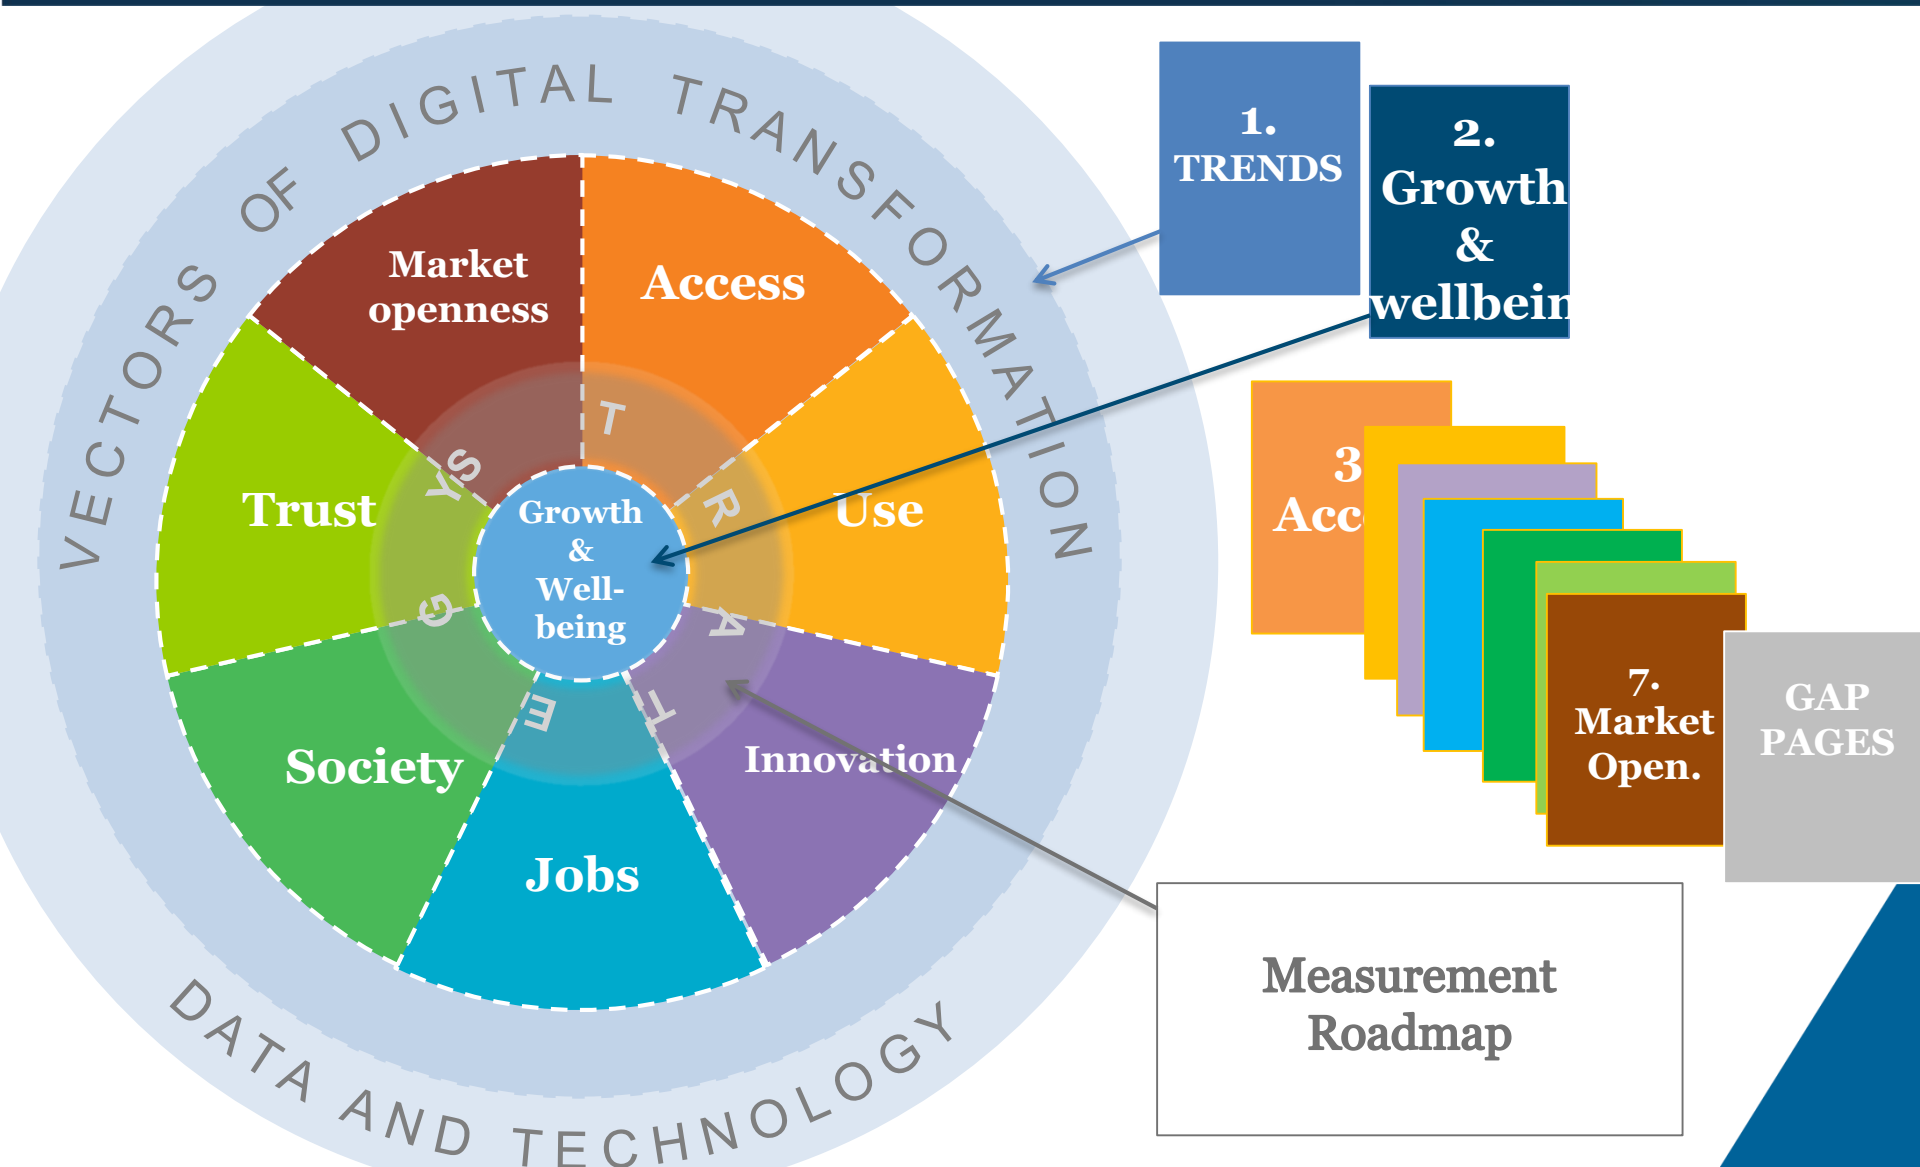 VECTORS OF DIGITAL TRANSFORMATION
Market
openness
Access
Trust
Use
Society
Innovation
Jobs
STRATEGY
Growth
&
Well-
being
DATA AND TECHNOLOGY
1.
TRENDS
2.
Growth
&
wellbein
3
Acc
7.
Market
Open.
GAP
PAGES
Measurement
Roadmap